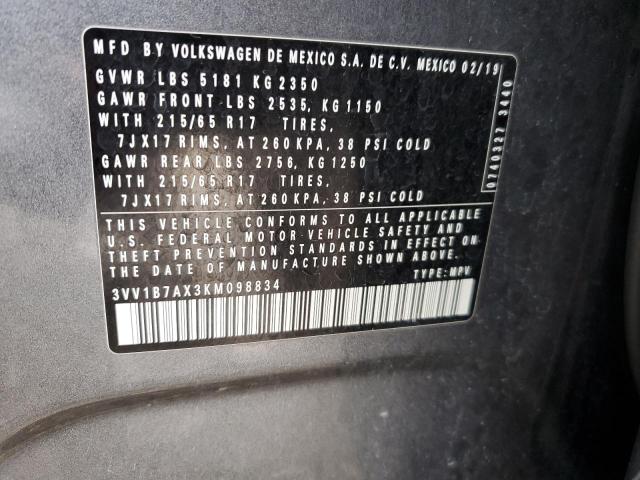 MFD BY VOLKSWAGEN DE MEXICO S.A. DE C.V. MEXICO 02/19
GVWR LBS 5181 KG 2350
GAWR FRONT LBS 2535, KG 1150
WITH 215/65 R17 TIRES,
7JX17 RIMS, AT 260 KPA, 38 PSI COLD
GAWR REAR LBS 2756, KG 1250
WITH 215/65 R17 TIRES,
7JX17 RIMS, AT 260 KPA, 38 PSI COLD
THIS VEHICLE CONFORMS TO ALL APPLICABLE
U.S. FEDERAL MOTOR VEHICLE SAFETY AND
THEFT PREVENTION STANDARDS IN EFFECT ON
THE DATE OF MANUFACTURE SHOWN ABOVE.
3VV1B7AX3KM098834 TYPE: MPV
0740327 3440